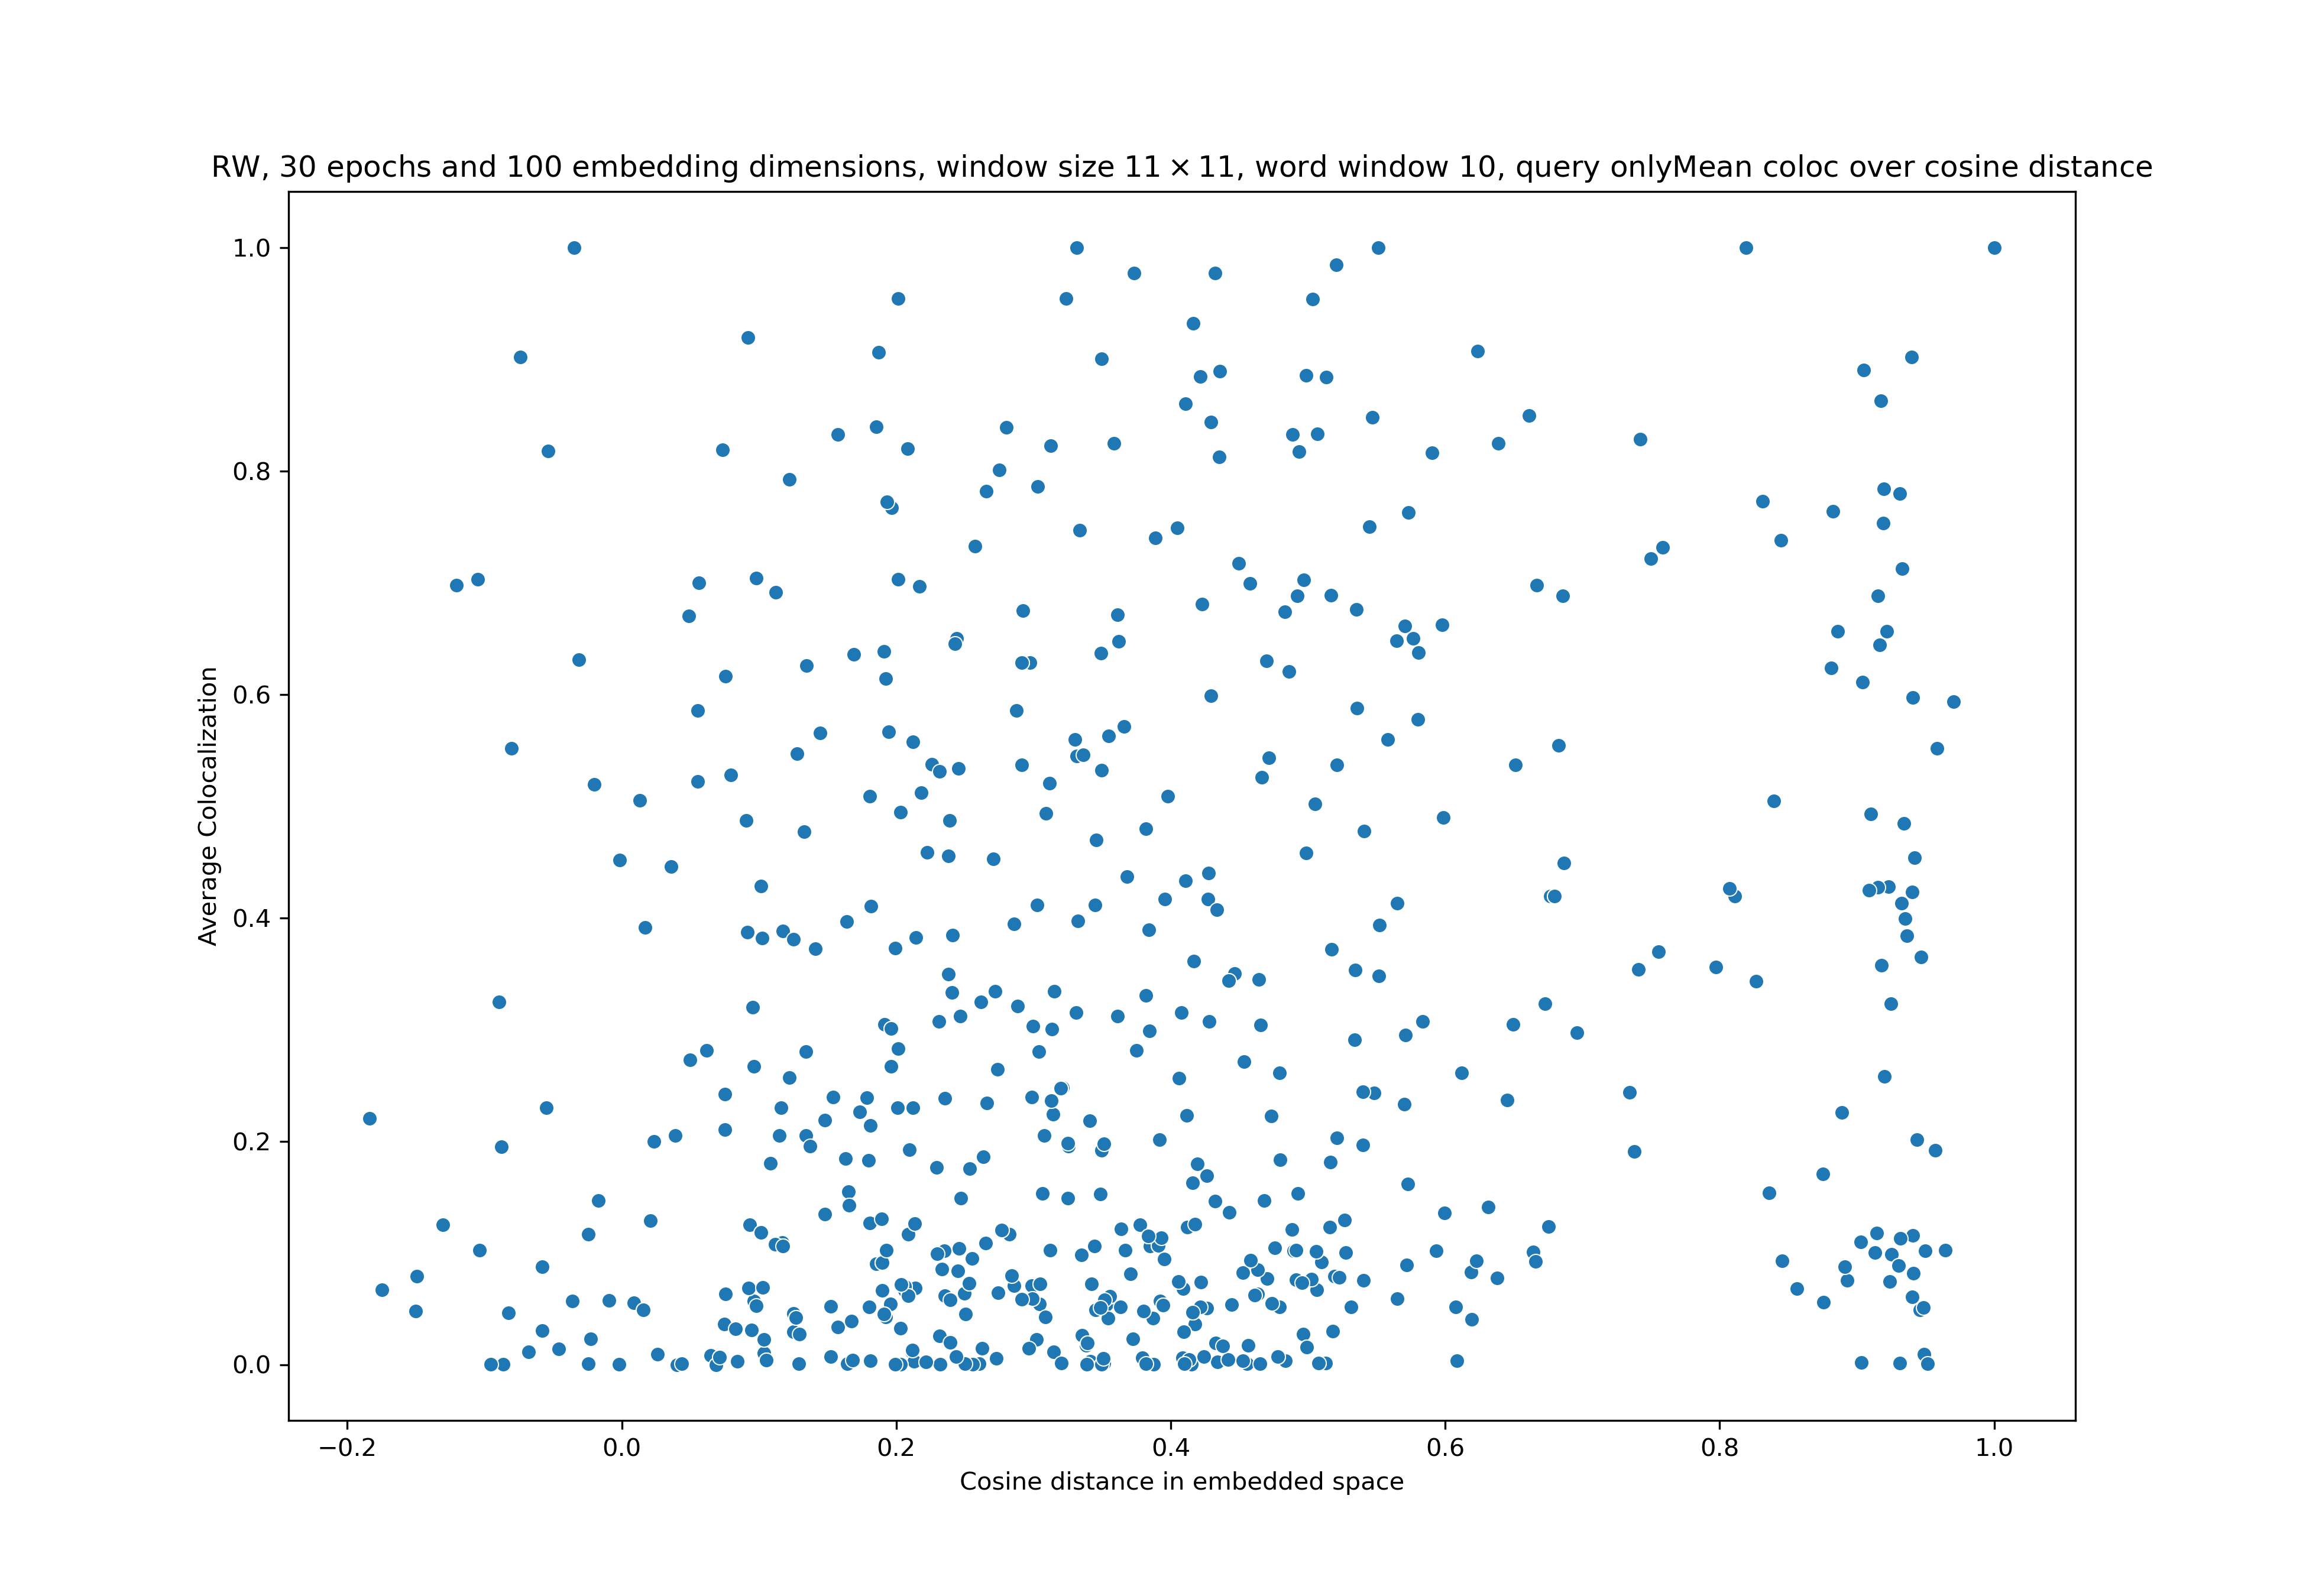 RW, 30 epochs and 100 embedding dimensions, window size 11 × 11, word window 10, query onlyMean coloc over cosine distance
1.0
0.8
0.6
0.4
0.2
0.0
Average Colocalization
−0.2 0.0 0.2 0.4 0.6 0.8 1.0
Cosine distance in embedded space